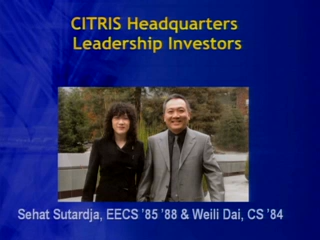 CITRIS Headquarters
Leadership Investors
Sehat Sutardja, EECS '85 '88 & Weili Dai, CS '84